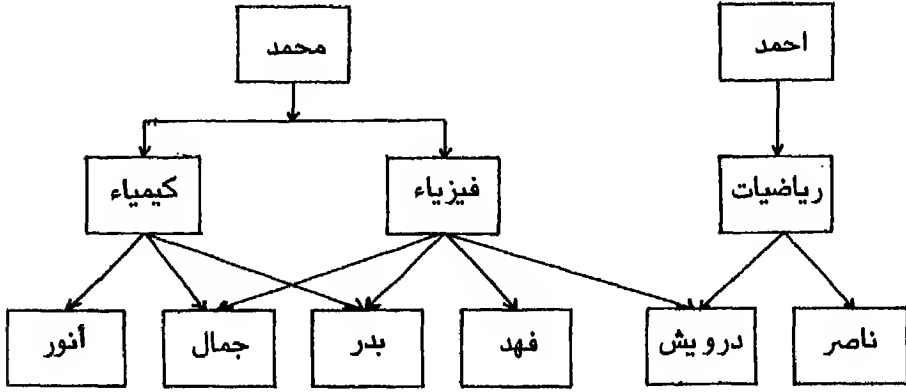 احمد
محمد
رياضيات
فيزياء
كيمياء
ناصر
درويش
فهد
بدر
جمال
أنور